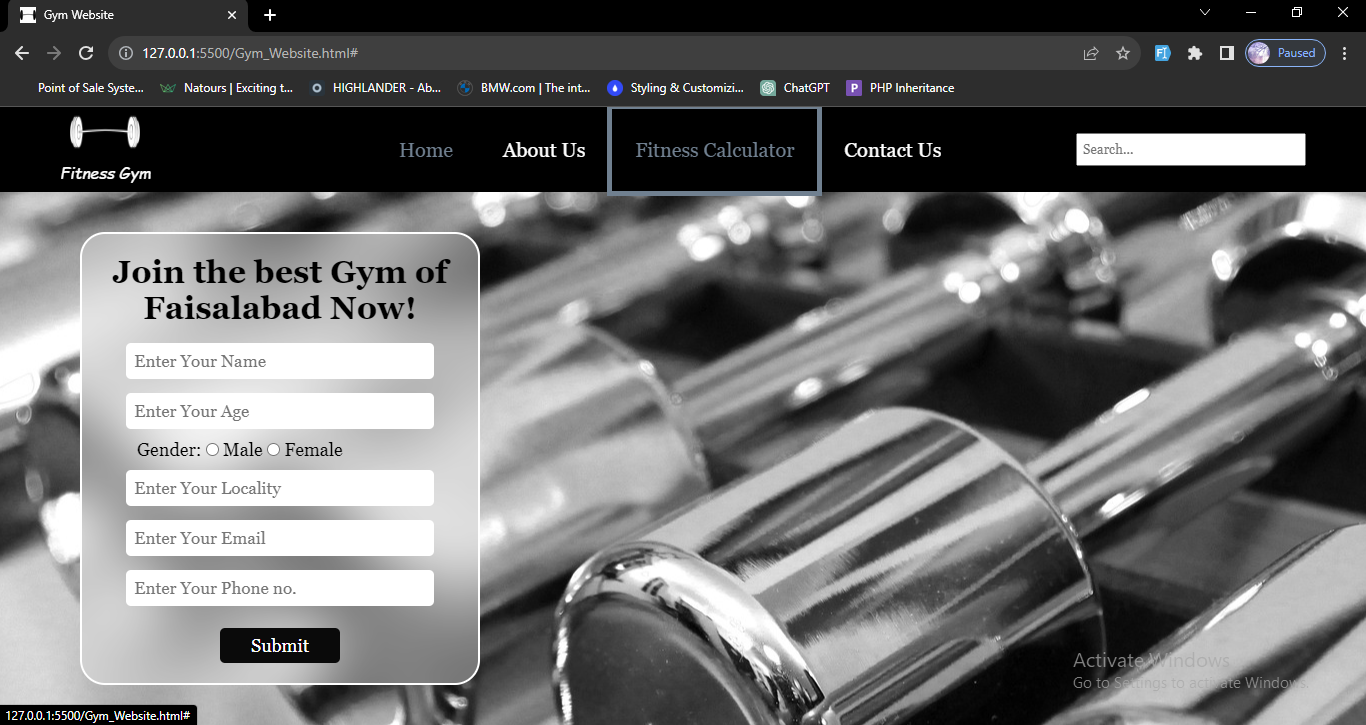 Gym Website
127.0.0.1:5500/Gym_Website.html#
Paused
Point of Sale Syste...
Natours | Exciting t...
HIGHLANDER - Ab...
BMW.com | The int...
Styling & Customizi...
ChatGPT
P PHP Inheritance
Fitness Gym
Home
About Us
Fitness Calculator
Contact Us
Search...
Join the best Gym of
Faisalabad Now!
Enter Your Name
Enter Your Age
Gender: Male Female
Enter Your Locality
Enter Your Email
Enter Your Phone no.
Submit
Activate Windows
Go to Settings to activate Windows.
127.0.0.1:5500/Gym_Website.html#